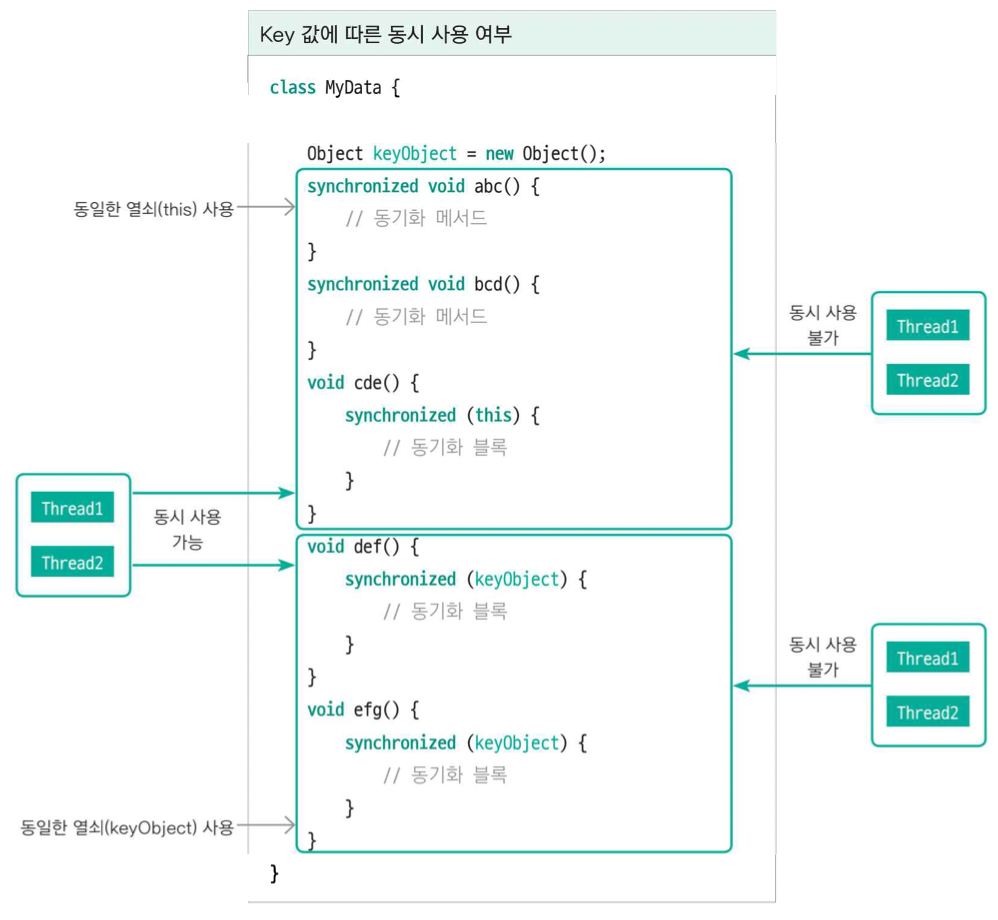 Key 값에 따른 동시 사용 여부
class MyData {
Object keyObject = new Object();
synchronized void abc() {
// 동기화 메서드
}
synchronized void bcd() {
// 동기화 메서드
}
void cde() {
synchronized (this) {
// 동기화 블록
}
}
void def() {
synchronized (keyObject) {
// 동기화 블록
}
}
void efg() {
synchronized (keyObject) {
// 동기화 블록
}
}
}
동일한 열쇠(this) 사용
Thread1
Thread2
동시 사용
가능
동일한 열쇠(keyObject) 사용
동시 사용
불가
Thread1
Thread2
동시 사용
불가
Thread1
Thread2